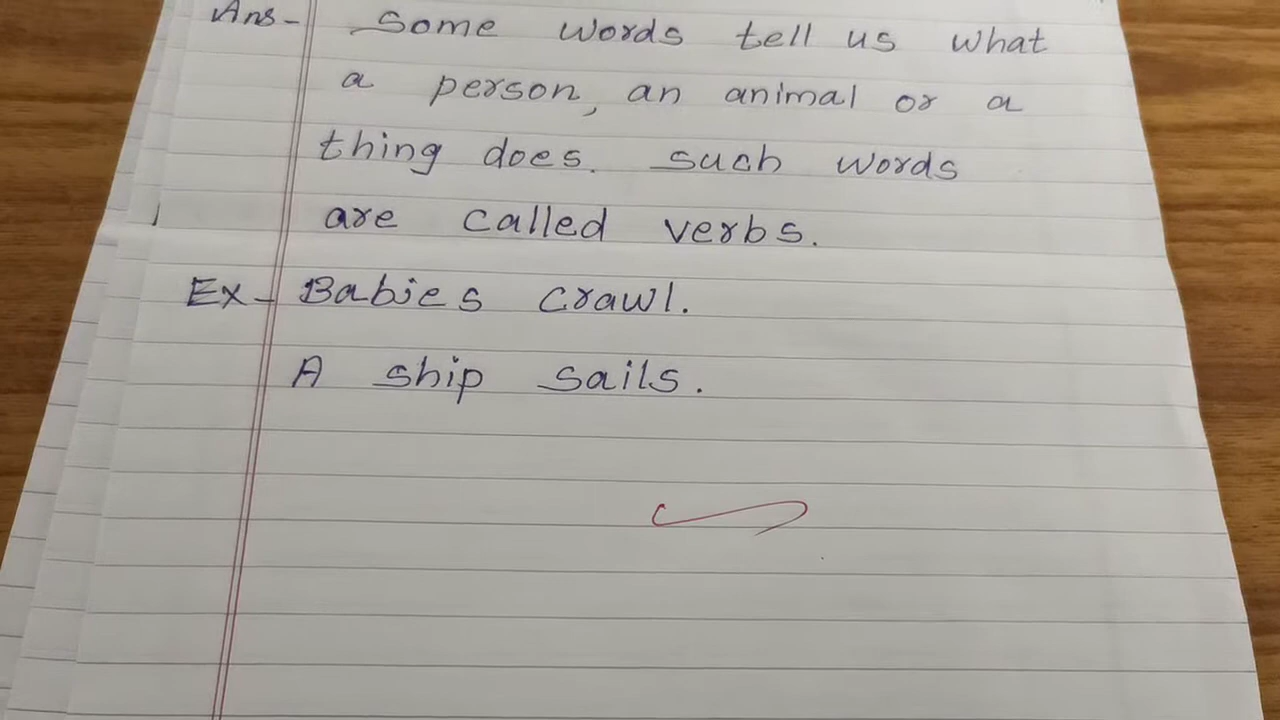 Ans- Some words tell us what
a person, an animal or a
thing does. Such words
are called verbs.
Ex- Babies crawl.
A ship sails.